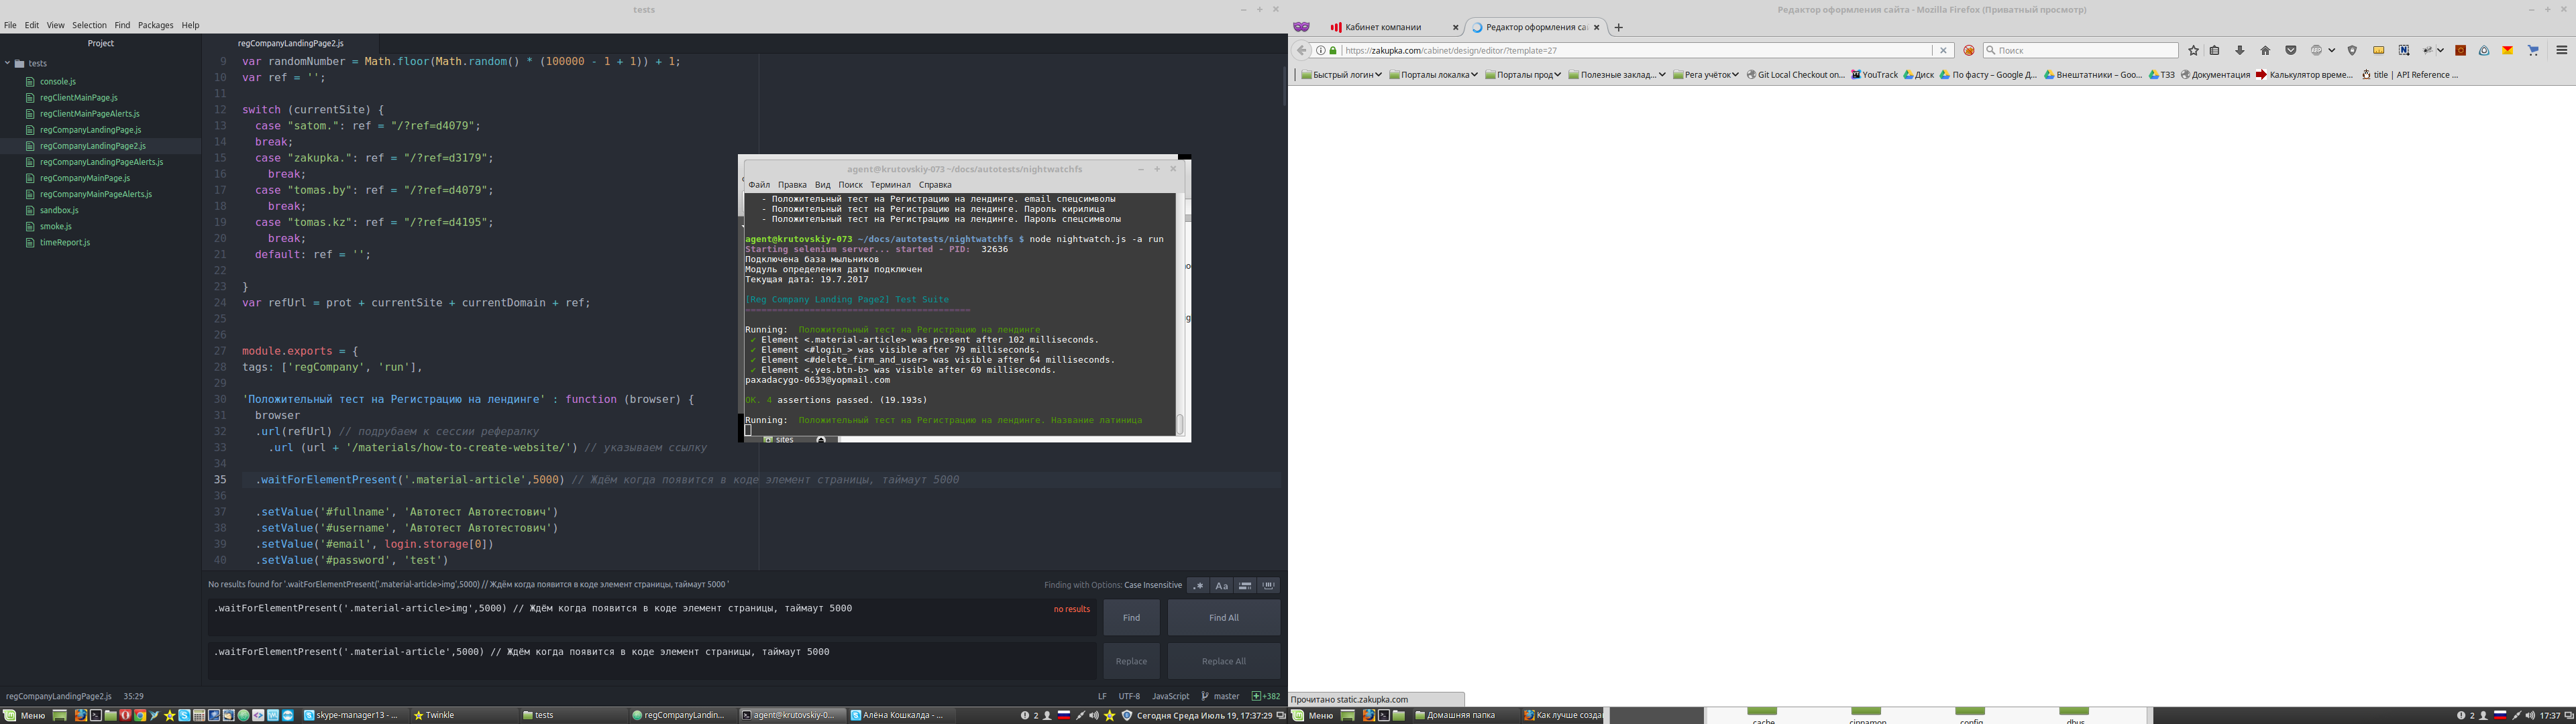 tests
File Edit View Selection Find Packages Help
Project
tests
console.js
regClientMainPage.js
regClientMainPageAlerts.js
regCompanyLandingPage.js
regCompanyLandingPage2.js
regCompanyLandingPageAlerts.js
regCompanyMainPage.js
regCompanyMainPageAlerts.js
sandbox.js
smoke.js
timeReport.js
regCompanyLandingPage2.js
9 var randomNumber = Math.floor(Math.random() * (100000 - 1 + 1)) + 1;
10 var ref = '';
11
12 switch (currentSite) {
13 case "satom.": ref = "/?ref=d4079";
14 break;
15 case "zakupka.": ref = "/?ref=d3179";
16 break;
17 case "tomas.by": ref = "/?ref=d4079";
18 break;
19 case "tomas.kz": ref = "/?ref=d4195";
20 break;
21 default: ref = '';
22
23 }
24 var refUrl = prot + currentSite + currentDomain + ref;
25
26
27 module.exports = {
28 tags: ['regCompany', 'run'],
29
30 'Положительный тест на Регистрацию на лендинге' : function (browser) {
31 browser
32 .url(refUrl) // подрубаем к сессии рефералку
33 .url (url + '/materials/how-to-create-website/') // указываем ссылку
34
35 .waitForElementPresent('.material-article',5000) // Ждём когда появится в коде элемент страницы, таймаут 5000
36
37 .setValue('#fullname', 'Автотест Автотестович')
38 .setValue('#username', 'Автотест Автотестович')
39 .setValue('#email', login.storage[0])
40 .setValue('#password', 'test')
No results found for '.waitForElementPresent('.material-article>img',5000) // Ждём когда появится в коде элемент страницы, таймаут 5000 '
Finding with Options: Case Insensitive
.* Aa
.waitForElementPresent('.material-article>img',5000) // Ждём когда появится в коде элемент страницы, таймаут 5000
no results
Find
Find All
.waitForElementPresent('.material-article',5000) // Ждём когда появится в коде элемент страницы, таймаут 5000
Replace
Replace All
regCompanyLandingPage2.js 35:29
LF UTF-8 JavaScript master +382
agent@krutovskiy-073 ~/docs/autotests/nightwatchfs
Файл Правка Вид Поиск Терминал Справка
- Положительный тест на Регистрацию на лендинге. email спецсимволы
- Положительный тест на Регистрацию на лендинге. Пароль кирилица
- Положительный тест на Регистрацию на лендинге. Пароль спецсимволы
agent@krutovskiy-073 ~/docs/autotests/nightwatchfs $ node nightwatch.js -a run
Starting selenium server... started - PID: 32636
Подключена база мыльников
Модуль определения даты подключен
Текущая дата: 19.7.2017
[Reg Company Landing Page2] Test Suite
==========================================
Running: Положительный тест на Регистрацию на лендинге
✔ Element <.material-article> was present after 102 milliseconds.
✔ Element <#login_> was visible after 79 milliseconds.
✔ Element <#delete_firm_and_user> was visible after 64 milliseconds.
✔ Element <.yes.btn-b> was visible after 69 milliseconds.
paxadacygo-0633@yopmail.com
OK. 4 assertions passed. (19.193s)
Running: Положительный тест на Регистрацию на лендинге. Название латиница
sites
Меню
skype-manager13 - ...
Twinkle
tests
regCompanyLandin...
agent@krutovskiy-0...
Алёна Кошкалда - ...
2
Сегодня Среда Июль 19, 17:37:29
Редактор оформления сайта - Mozilla Firefox (Приватный просмотр)
Кабинет компании
Редактор оформления сай
https://zakupka.com/cabinet/design/editor/?template=27
Поиск
Быстрый логин Порталы локалка Порталы прод Полезные заклад... Рега учёток Git Local Checkout on... YouTrack Диск По фасту – Google Д... Внештатники – Goo... ТЗЗ Документация Калькулятор време... title | API Reference ...
Прочитано static.zakupka.com
Меню
Домашняя папка
Как лучше создат
cache cinnamon config dbus
2
17:37